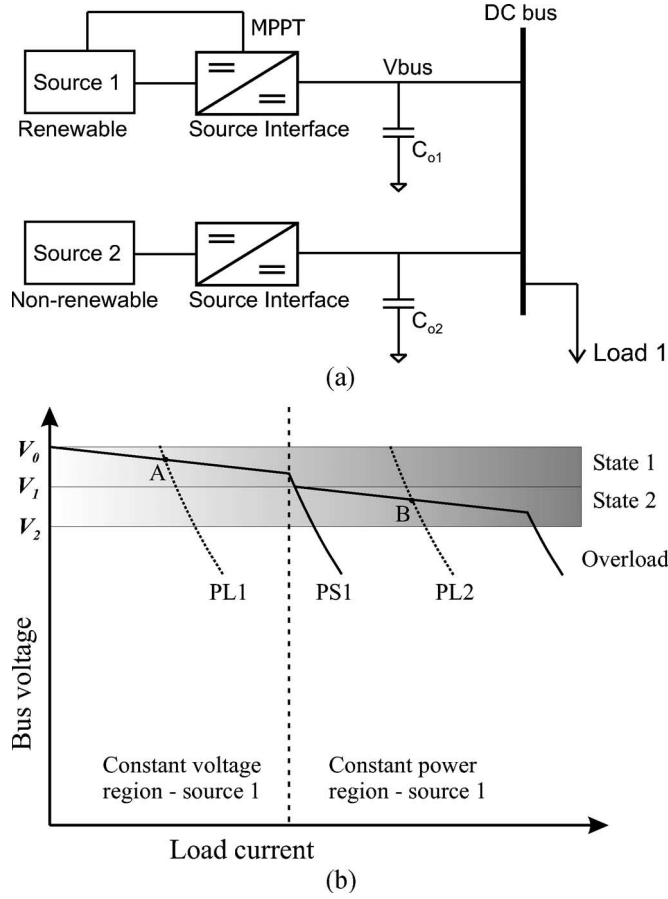 DC bus
MPPT
Source 1
Vbus
Renewable
Source Interface
Co1
Source 2
Non-renewable
Source Interface
Co2
Load 1
(a)
V0
State 1
A
V1
State 2
B
V2
Overload
PL1
PS1
PL2
Bus voltage
Constant voltage
region - source 1
Constant power
region - source 1
Load current
(b)